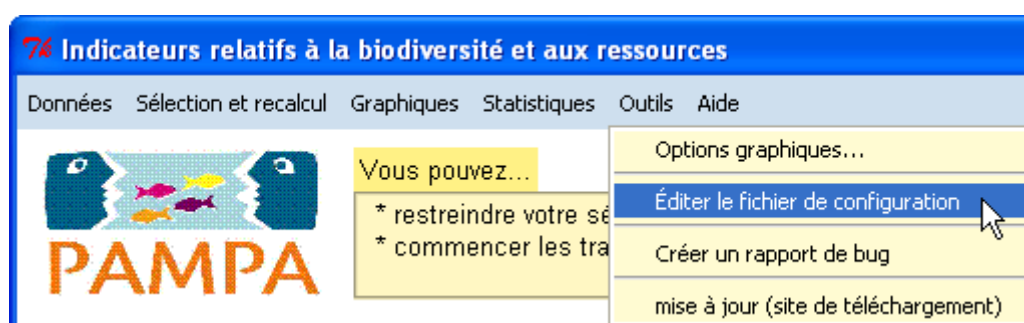 7% Indicateurs relatifs à la biodiversité et aux ressources
Données Sélection et recalcul Graphiques Statistiques Outils Aide
Options graphiques...
Vous pouvez...
Éditer le fichier de configuration
* restreindre votre sé
* commencer les tra
Créer un rapport de bug
PAMPA
mise à jour (site de téléchargement)